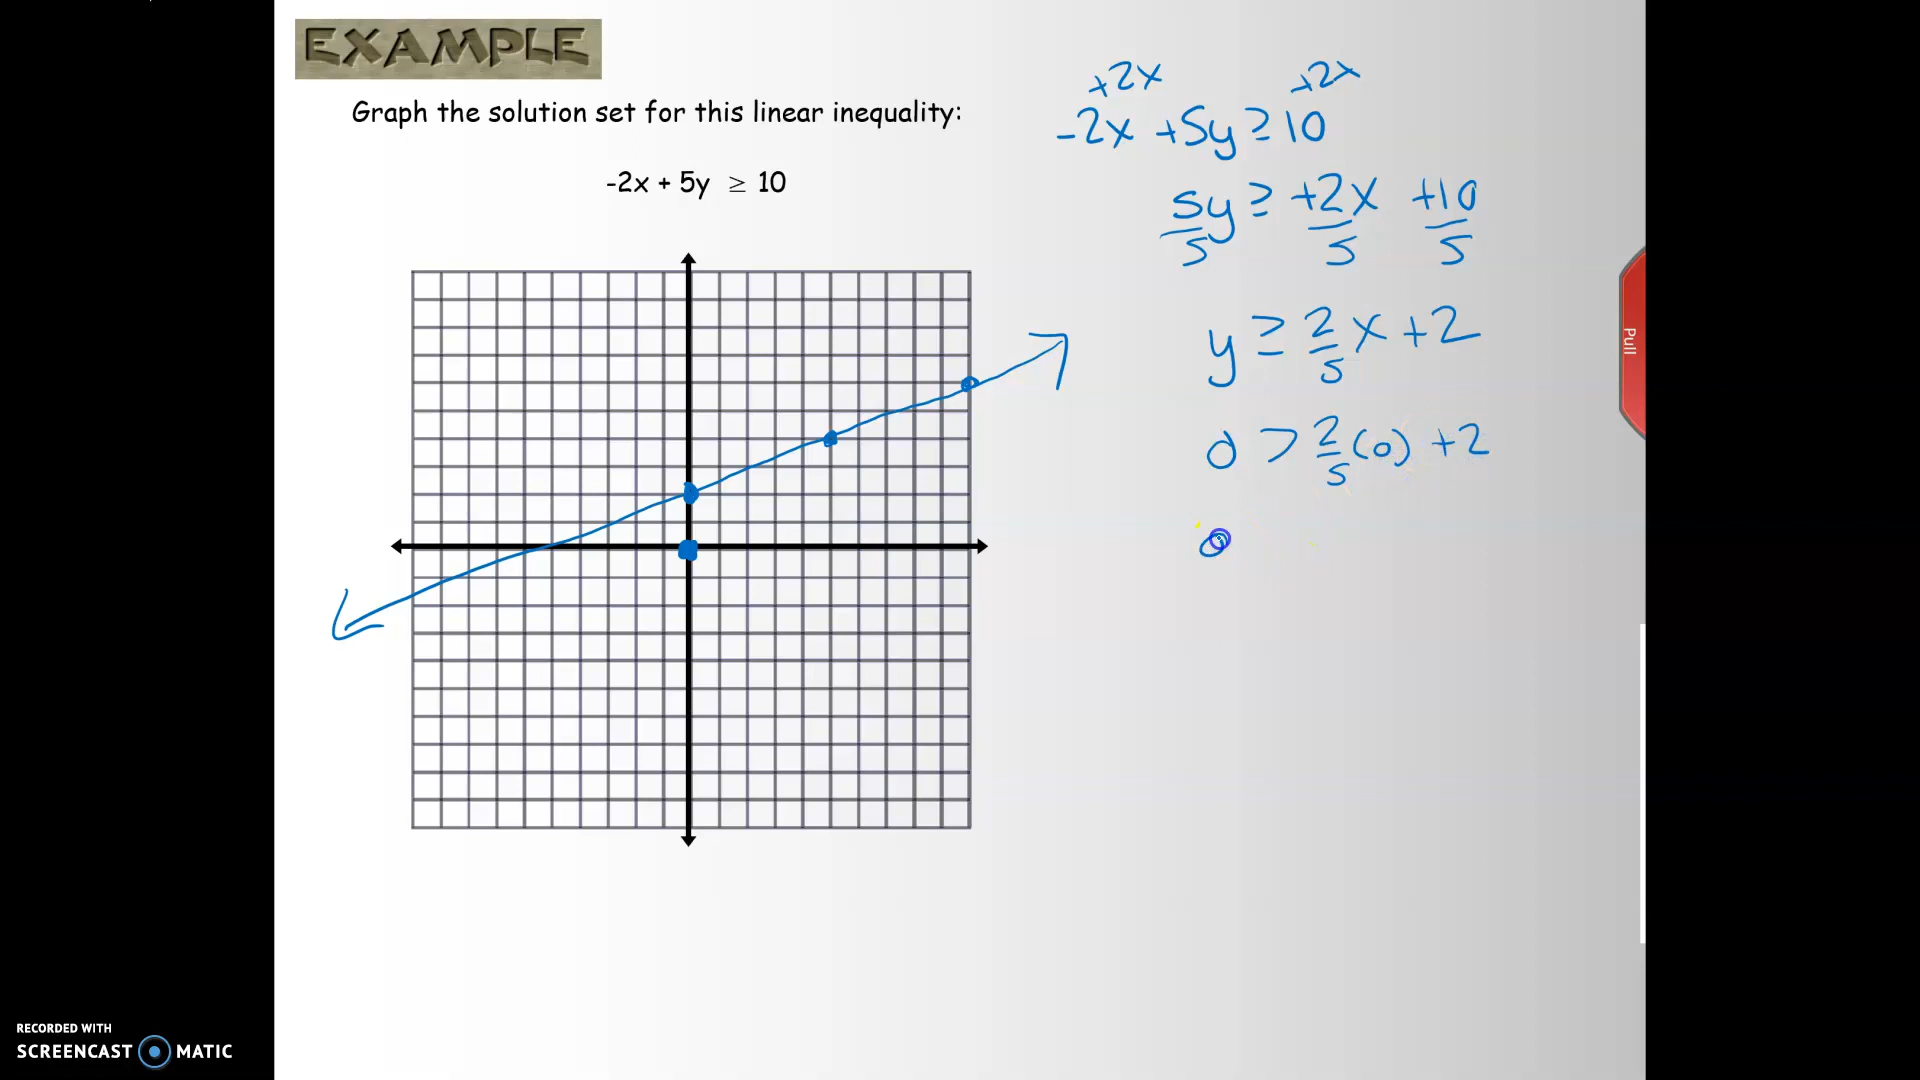 EXAMPLE
Graph the solution set for this linear inequality:
-2x + 5y ≥ 10
+2x +2x
-2x +5y ≥ 10
5y ≥ +2x +10
5 5 5
y ≥ 2/5 x + 2
0 > 2/5 (0) + 2
0
Pull
RECORDED WITH
SCREENCAST MATIC